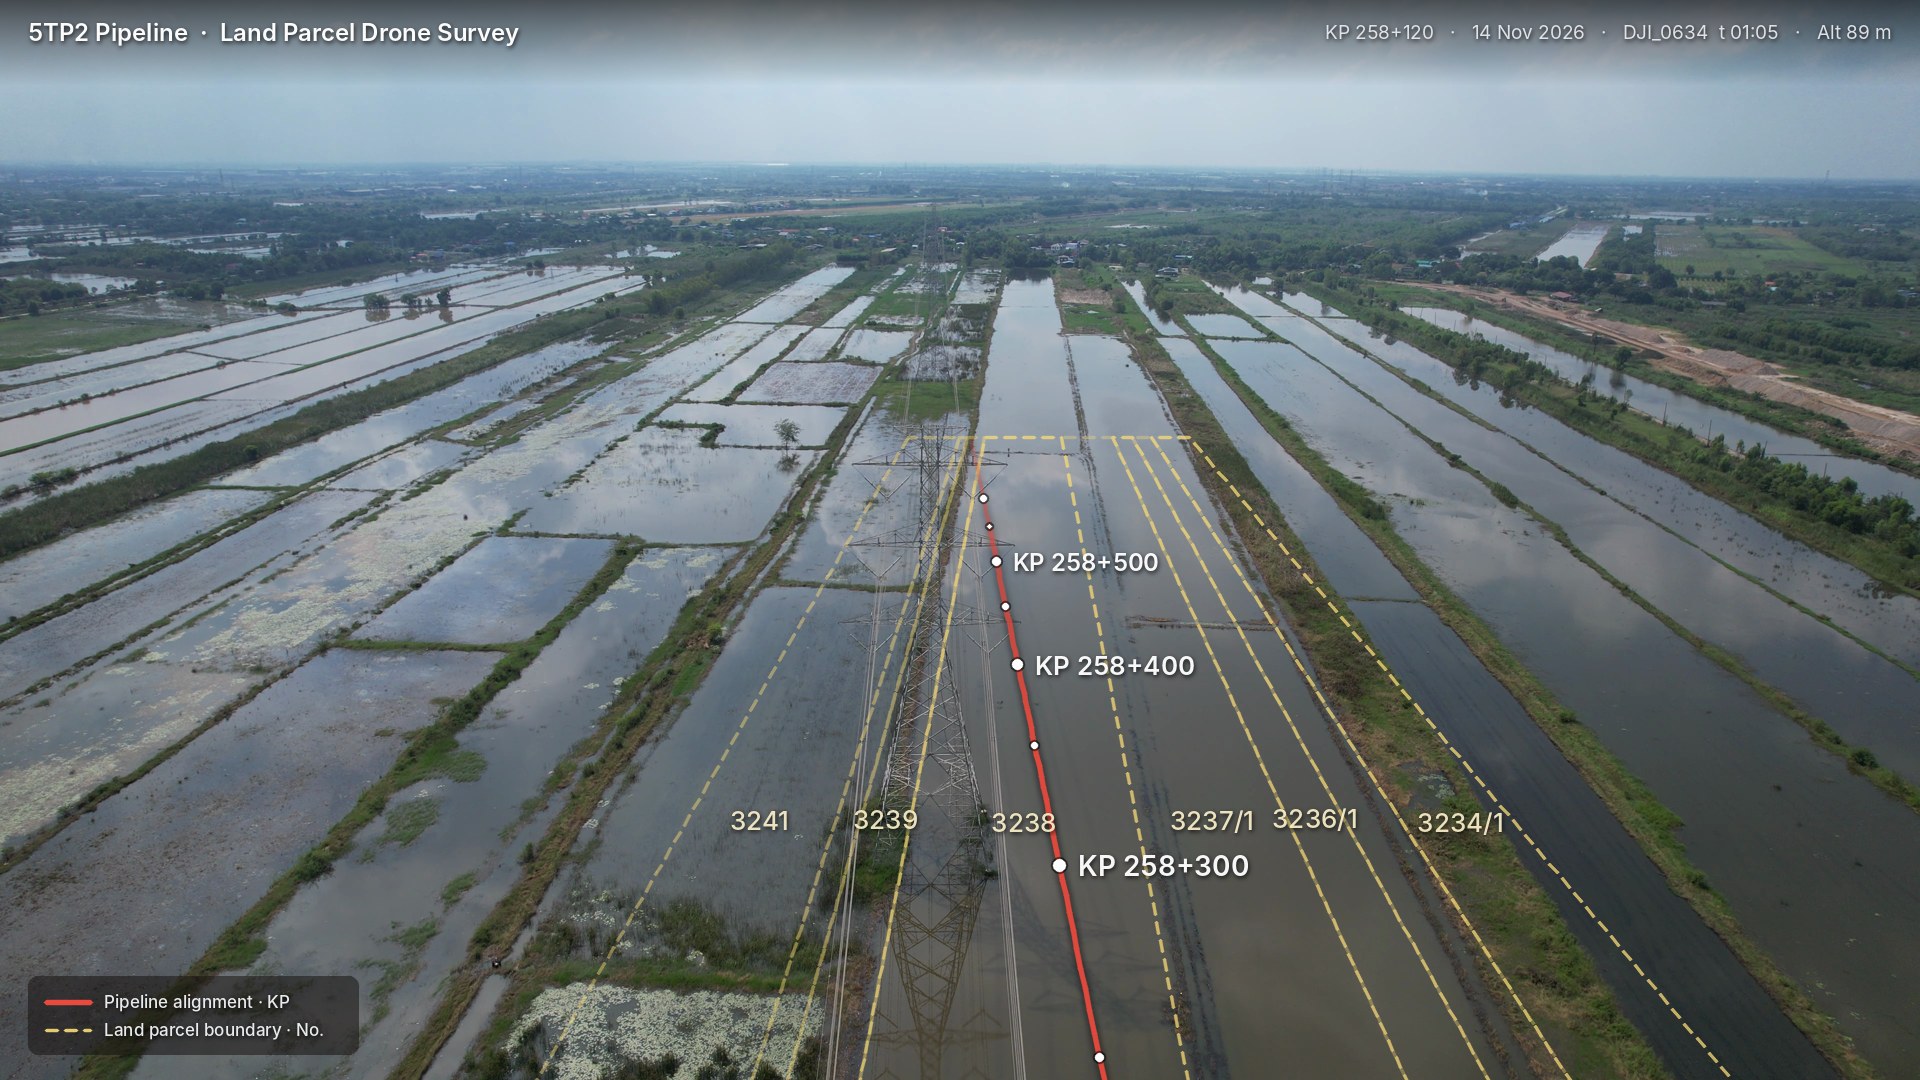 5TP2 Pipeline · Land Parcel Drone Survey
KP 258+120 · 14 Nov 2026 · DJI_0634 t 01:05 · Alt 89 m
KP 258+500
KP 258+400
3241
3239
3238
3237/1
3236/1
3234/1
KP 258+300
Pipeline alignment · KP
Land parcel boundary · No.